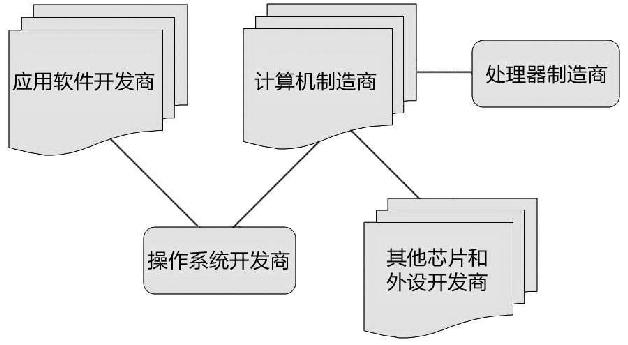 应用软件开发商
计算机制造商
处理器制造商
操作系统开发商
其他芯片和
外设开发商